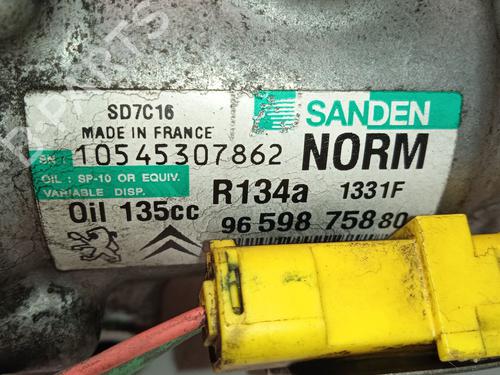 SD7C16
MADE IN FRANCE
SANDEN
SN : 10545307862
NORM
OIL : SP-10 OR EQUIV.
VARIABLE DISP.
R134a 1331F
Oil 135cc
96 598 758 80
B-PARTS